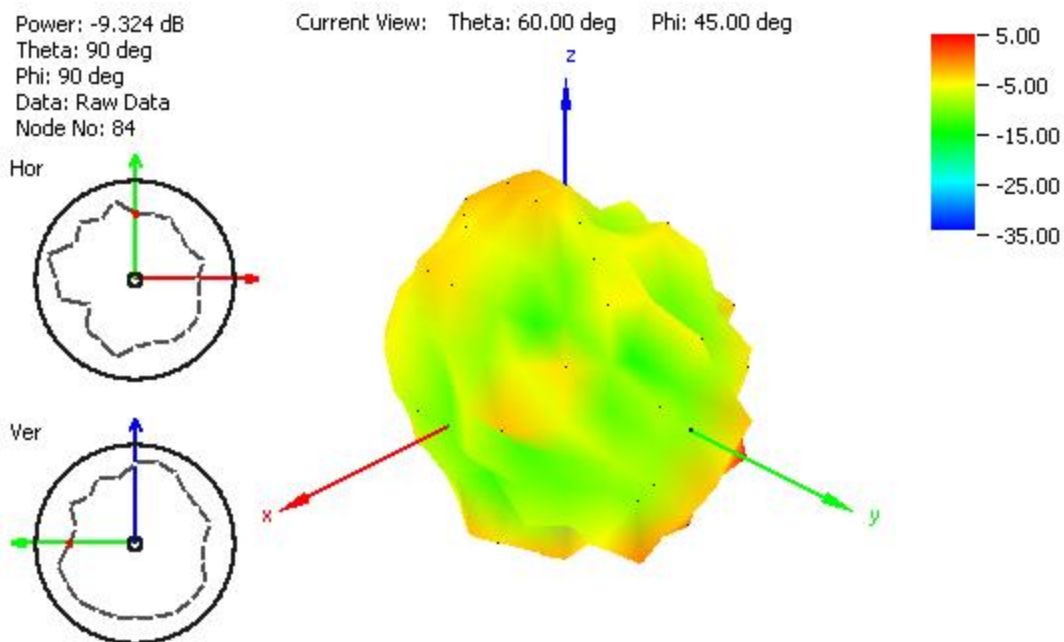 Power: -9.324 dB
Theta: 90 deg
Phi: 90 deg
Data: Raw Data
Node No: 84
Current View: Theta: 60.00 deg Phi: 45.00 deg
Hor
Ver
z
x
y
5.00
-5.00
-15.00
-25.00
-35.00